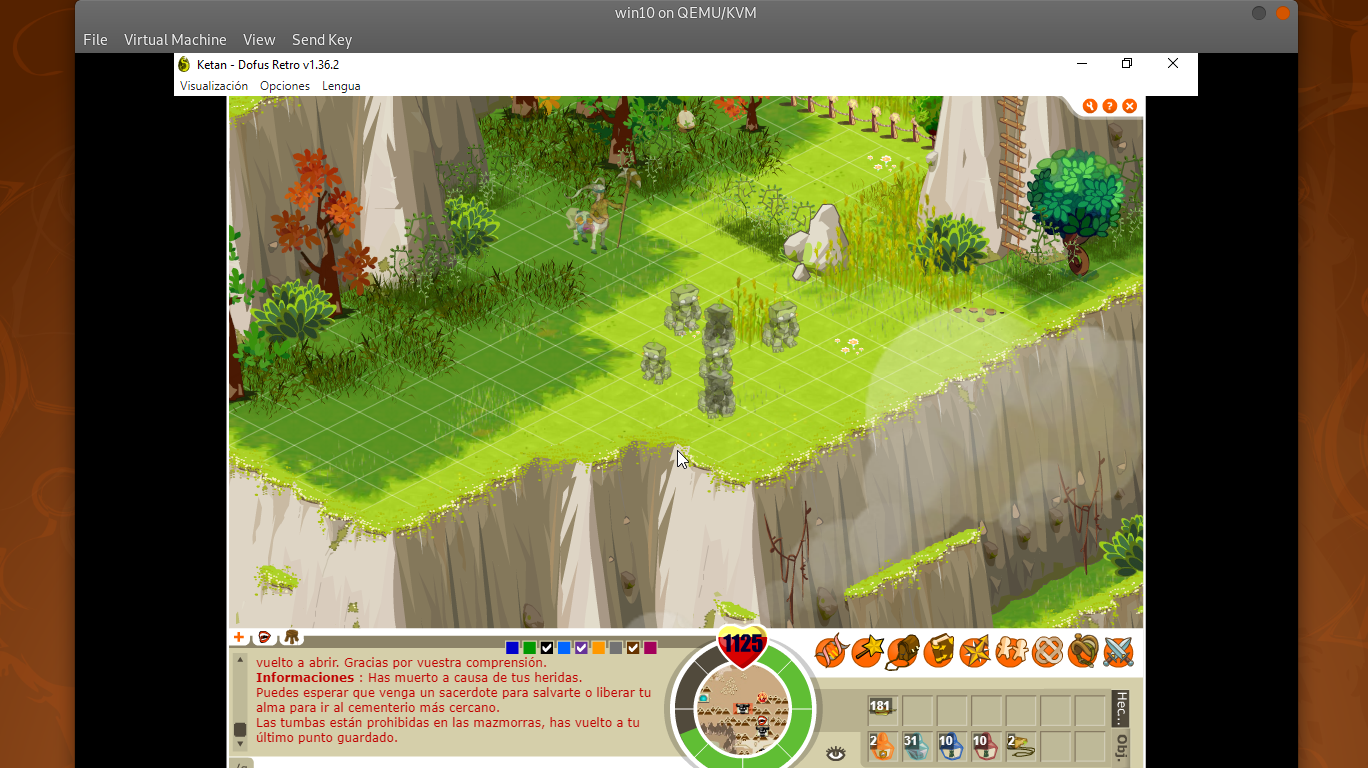 win10 on QEMU/KVM
File Virtual Machine View Send Key
Ketan - Dofus Retro v1.36.2
Visualización Opciones Lengua
1125
vuelto a abrir. Gracias por vuestra comprensión.
Informaciones : Has muerto a causa de tus heridas.
Puedes esperar que venga un sacerdote para salvarte o liberar tu
alma para ir al cementerio más cercano.
Las tumbas están prohibidas en las mazmorras, has vuelto a tu
último punto guardado.
181
Hec...
2 31 10 10 2
Obj.